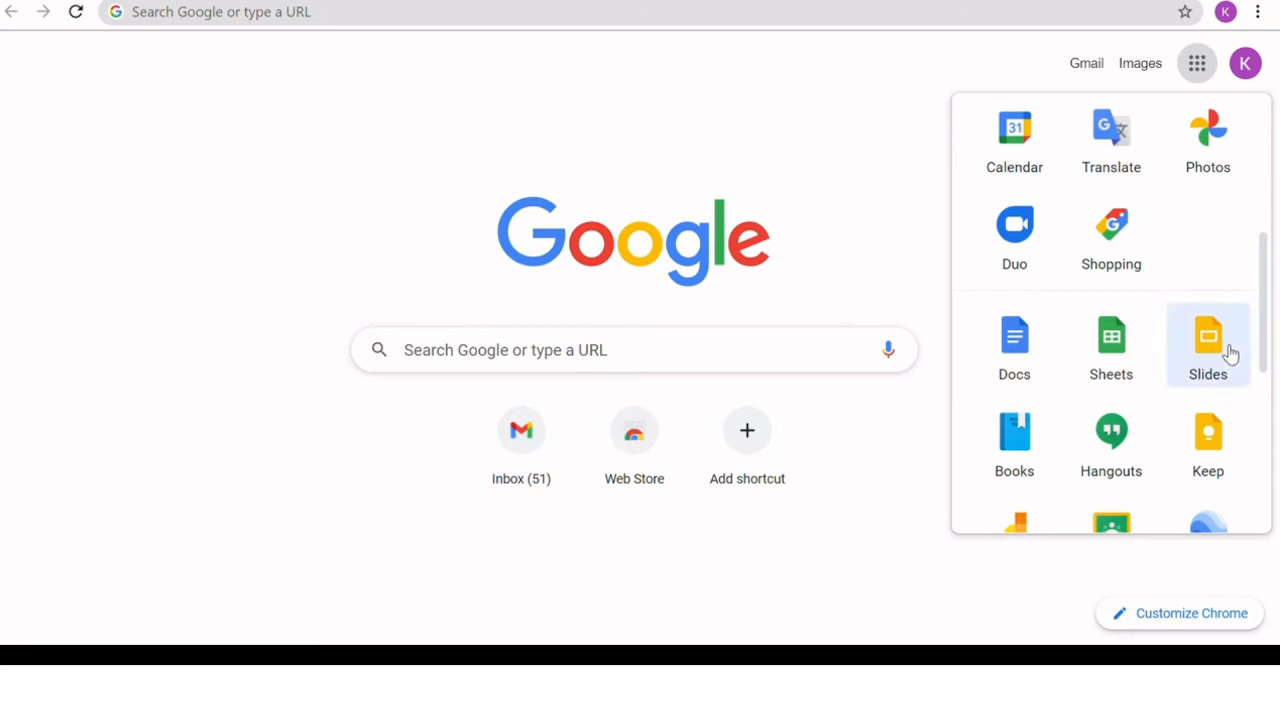 Search Google or type a URL
K
Gmail Images
K
31
Calendar Translate Photos
Duo Shopping
Google
Search Google or type a URL
Docs Sheets Slides
Books Hangouts Keep
Inbox (51) Web Store Add shortcut
Customize Chrome